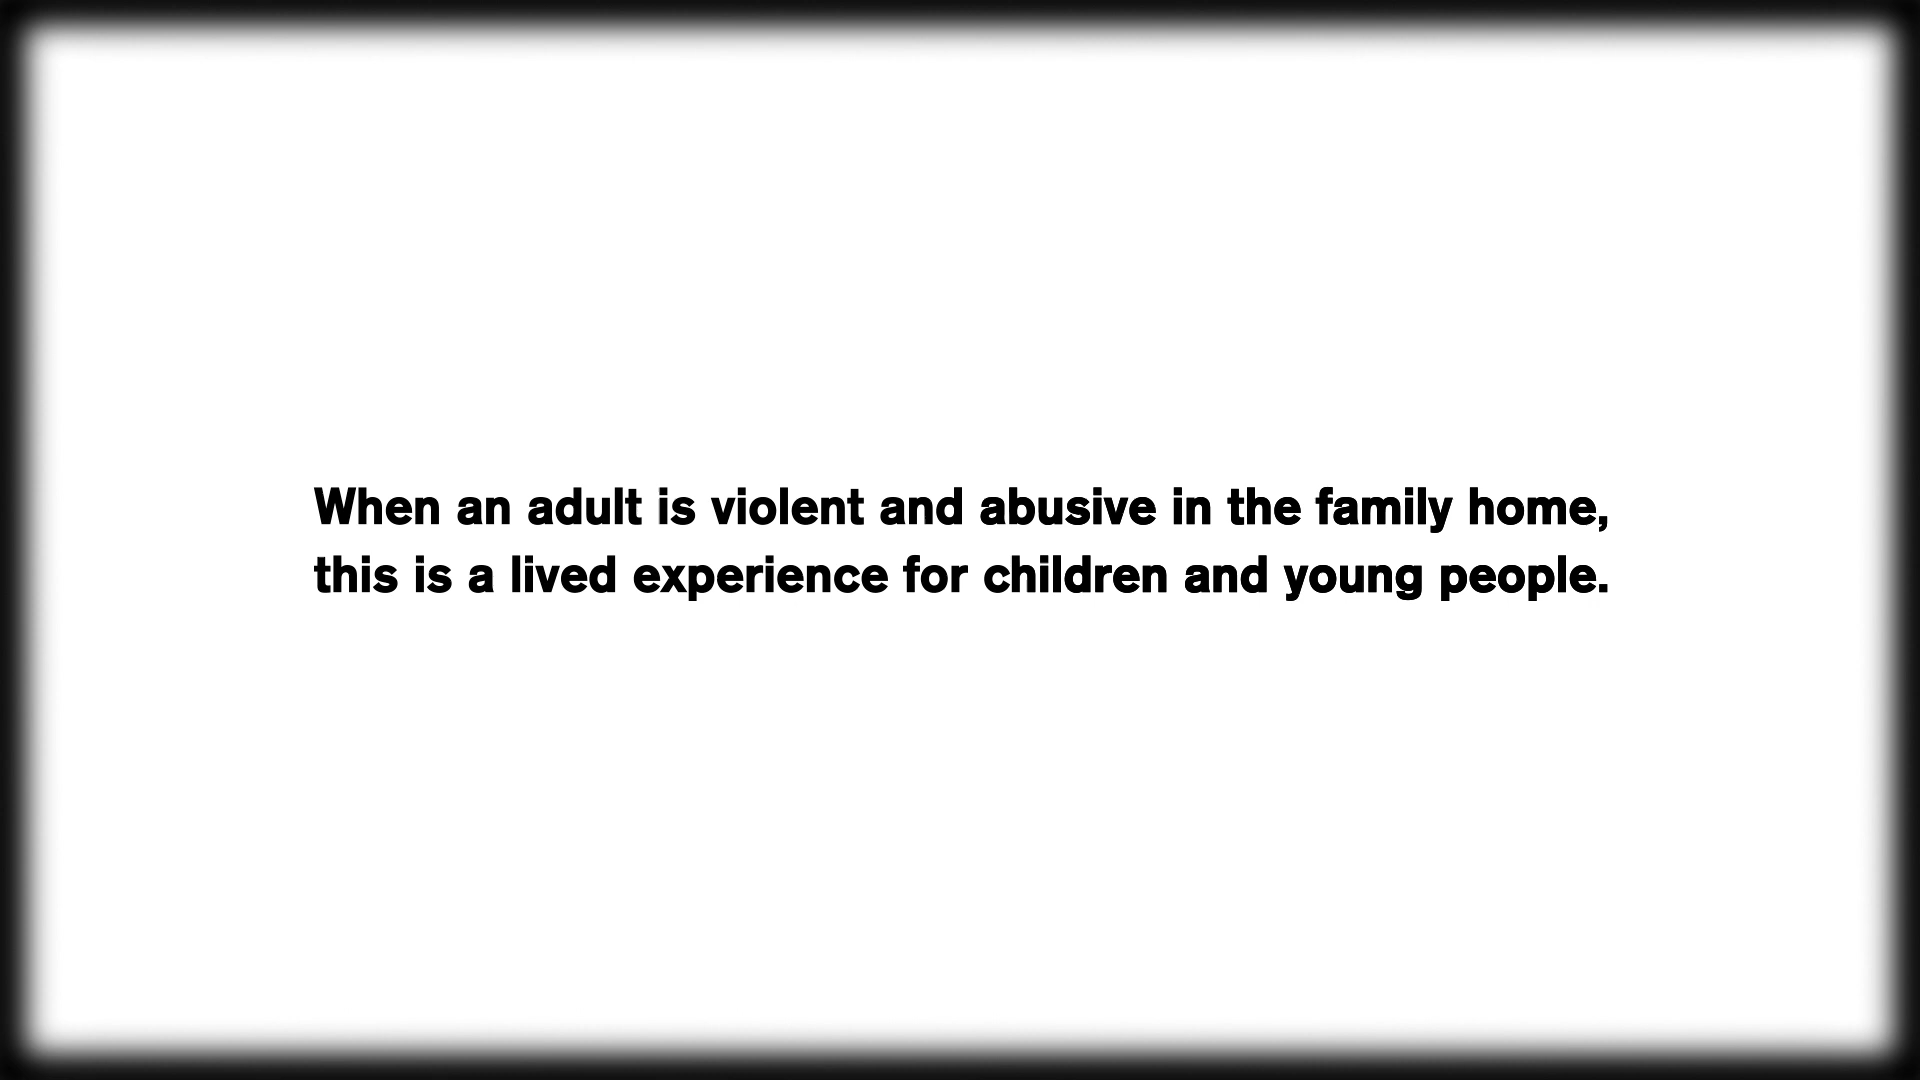 When an adult is violent and abusive in the family home,
this is a lived experience for children and young people.